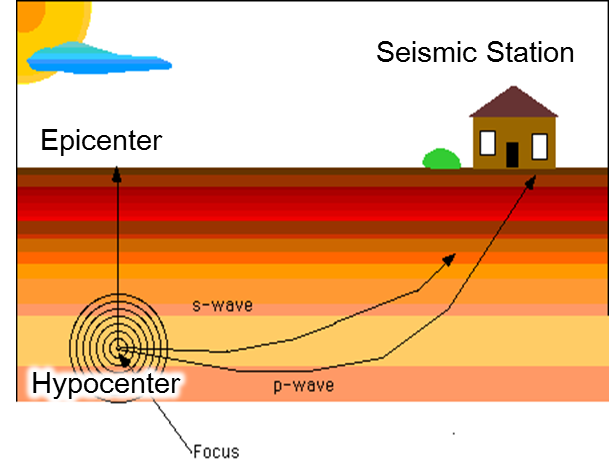 Seismic Station
Epicenter
s-wave
Hypocenter
p-wave
Focus